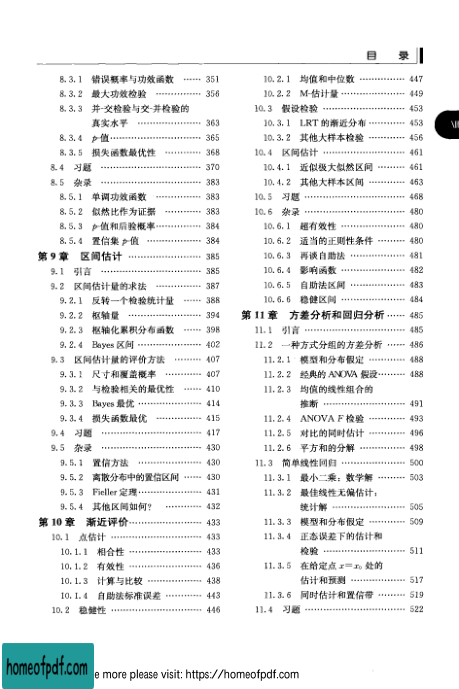 目 录
8.3.1 错误概率与功效函数 …… 351
8.3.2 最大功效检验 …… 356
8.3.3 并-交检验与交-并检验的
真实水平 …… 363
8.3.4 p-值 …… 365
8.3.5 损失函数最优性 …… 368
8.4 习题 …… 370
8.5 杂录 …… 383
8.5.1 单调功效函数 …… 383
8.5.2 似然比作为证据 …… 383
8.5.3 p-值和后验概率 …… 384
8.5.4 置信集 p-值 …… 384
第9章 区间估计 …… 385
9.1 引言 …… 385
9.2 区间估计量的求法 …… 387
9.2.1 反转一个检验统计量 …… 388
9.2.2 枢轴量 …… 394
9.2.3 枢轴化累积分布函数 …… 398
9.2.4 Bayes 区间 …… 402
9.3 区间估计量的评价方法 …… 407
9.3.1 尺寸和覆盖概率 …… 407
9.3.2 与检验相关的最优性 …… 410
9.3.3 Bayes 最优 …… 414
9.3.4 损失函数最优 …… 415
9.4 习题 …… 417
9.5 杂录 …… 430
9.5.1 置信方法 …… 430
9.5.2 离散分布中的置信区间 …… 430
9.5.3 Fieller 定理 …… 431
9.5.4 其他区间如何? …… 432
第10章 渐近评价 …… 433
10.1 点估计 …… 433
10.1.1 相合性 …… 433
10.1.2 有效性 …… 436
10.1.3 计算与比较 …… 438
10.1.4 自助法标准误差 …… 443
10.2 稳健性 …… 446
10.2.1 均值和中位数 …… 447
10.2.2 M-估计量 …… 449
10.3 假设检验 …… 453
10.3.1 LRT 的渐近分布 …… 453
10.3.2 其他大样本检验 …… 456
10.4 区间估计 …… 461
10.4.1 近似极大似然区间 …… 461
10.4.2 其他大样本区间 …… 463
10.5 习题 …… 468
10.6 杂录 …… 480
10.6.1 超有效性 …… 480
10.6.2 适当的正则性条件 …… 480
10.6.3 再谈自助法 …… 481
10.6.4 影响函数 …… 482
10.6.5 自助法区间 …… 483
10.6.6 稳健区间 …… 484
第11章 方差分析和回归分析 …… 485
11.1 引言 …… 485
11.2 一种方式分组的方差分析 …… 486
11.2.1 模型和分布假定 …… 488
11.2.2 经典的 ANOVA 假设 …… 488
11.2.3 均值的线性组合的
推断 …… 491
11.2.4 ANOVA F 检验 …… 493
11.2.5 对比的同时估计 …… 496
11.2.6 平方和的分解 …… 498
11.3 简单线性回归 …… 500
11.3.1 最小二乘：数学解 …… 503
11.3.2 最佳线性无偏估计：
统计解 …… 505
11.3.3 模型和分布假定 …… 509
11.3.4 正态误差下的估计和
检验 …… 511
11.3.5 在给定点 x=x₀ 处的
估计和预测 …… 517
11.3.6 同时估计和置信带 …… 519
11.4 习题 …… 522
homeofpdf.com
e more please visit: https://homeofpdf.com